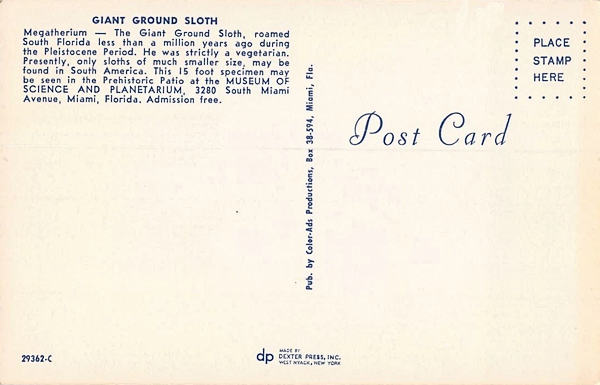 GIANT GROUND SLOTH
Megatherium — The Giant Ground Sloth, roamed
South Florida less than a million years ago during
the Pleistocene Period. He was strictly a vegetarian.
Presently, only sloths of much smaller size, may be
found in South America. This 15 foot specimen may
be seen in the Prehistoric Patio at the MUSEUM OF
SCIENCE AND PLANETARIUM, 3280 South Miami
Avenue, Miami, Florida. Admission free.
Pub. by Color-Ads Productions, Box 38-594, Miami, Fla.
PLACE
STAMP
HERE
Post Card
29362-C
dp
MADE BY
DEXTER PRESS, INC.
WEST NYACK, NEW YORK